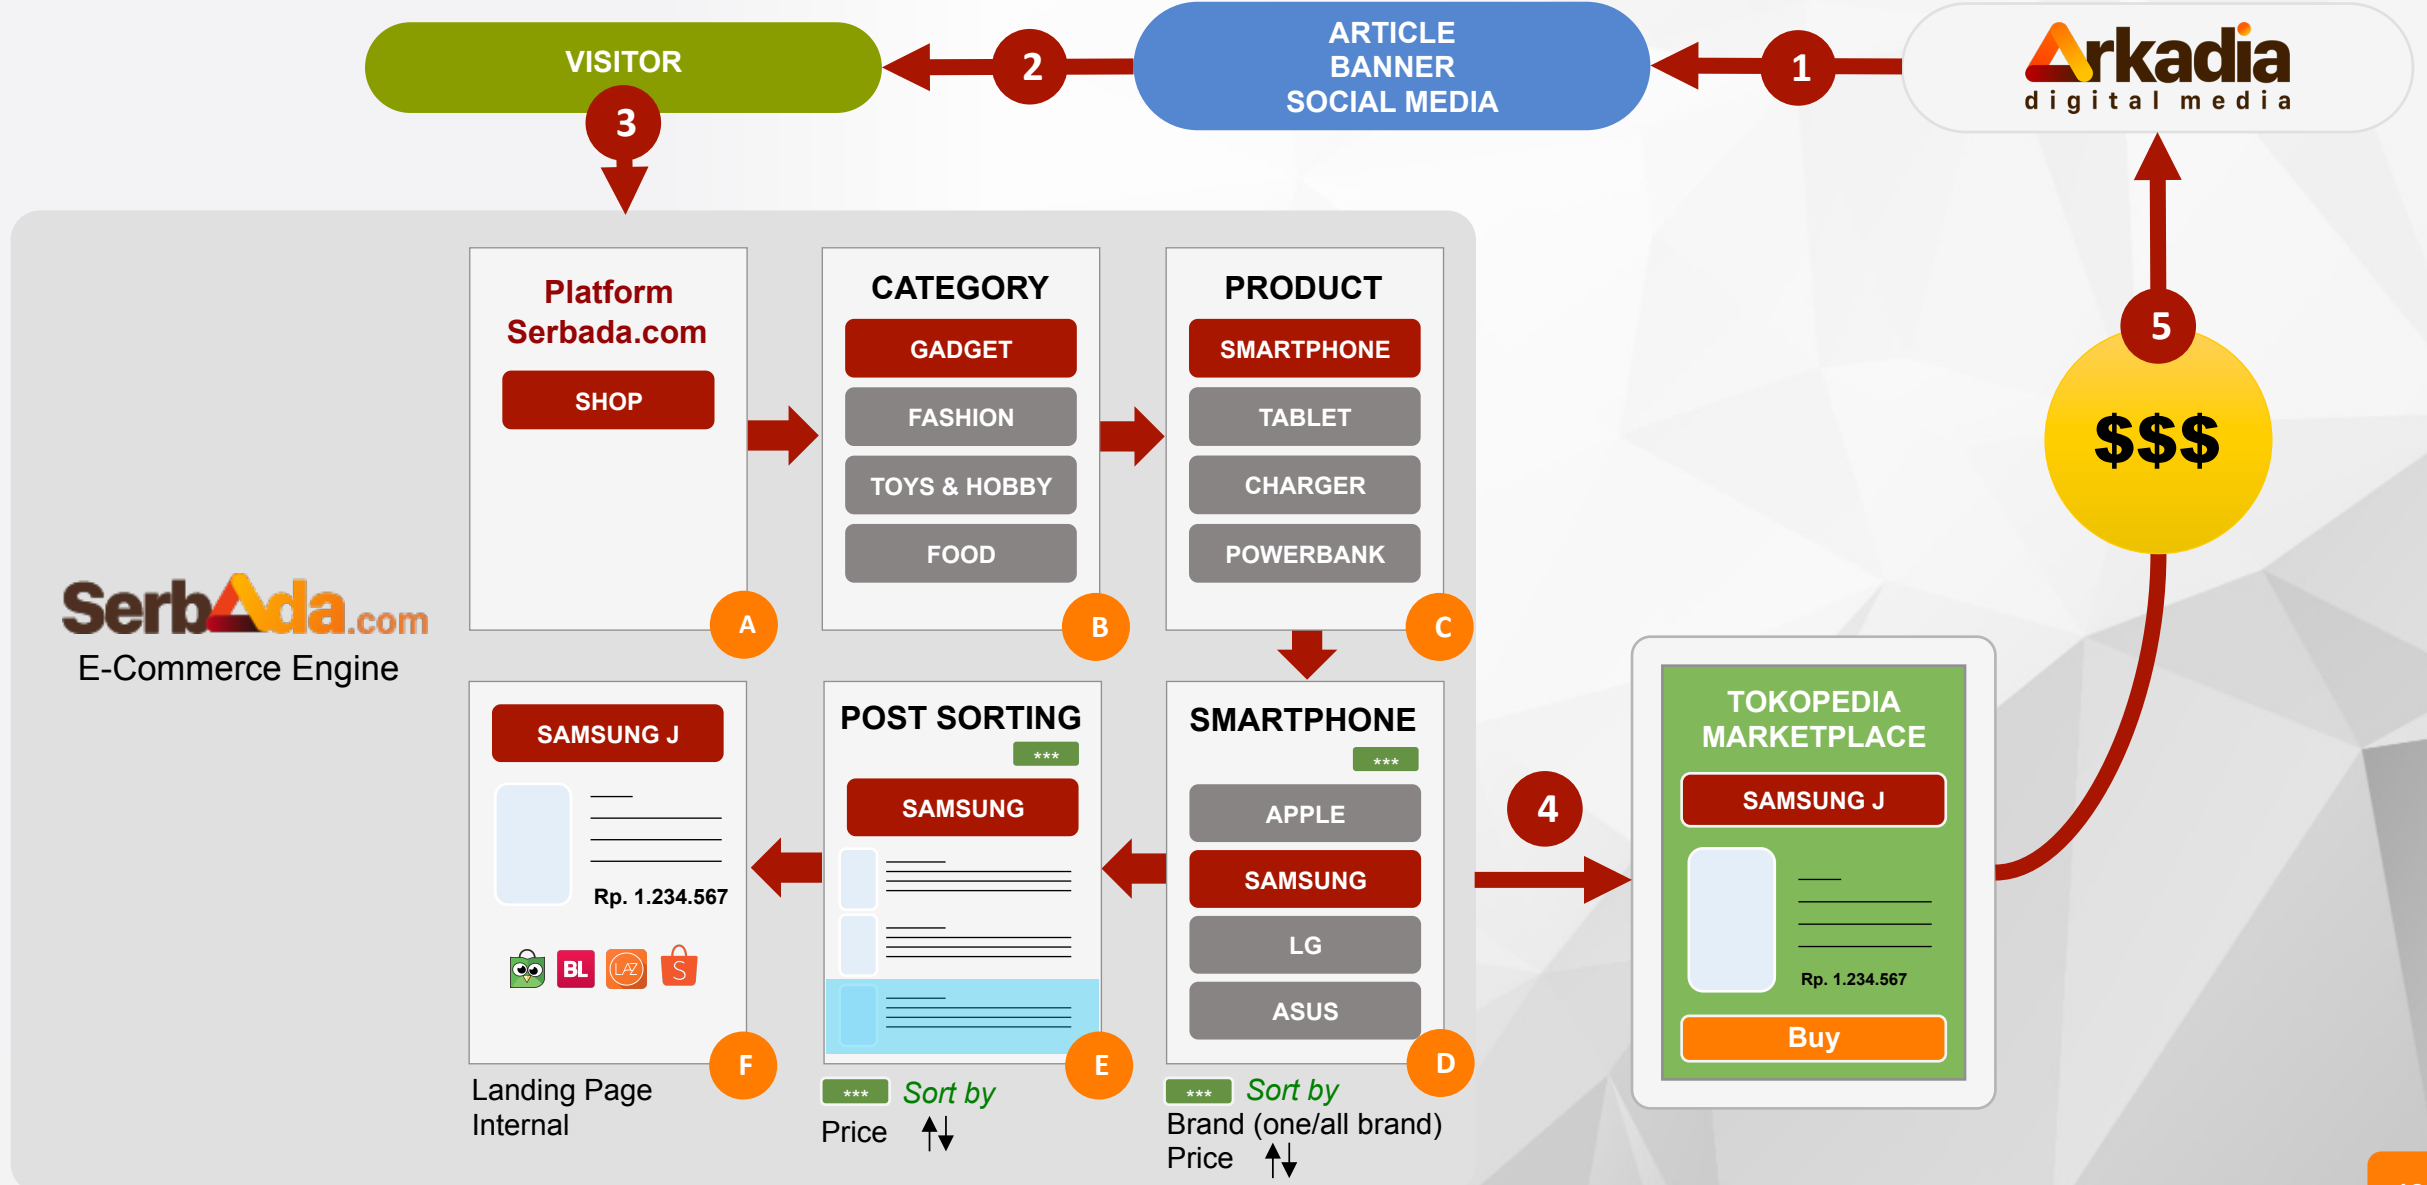 VISITOR
3
2
ARTICLE
BANNER
SOCIAL MEDIA
1
Arkadia
digital media
Platform
Serbada.com
SHOP
A
CATEGORY
GADGET
FASHION
TOYS & HOBBY
FOOD
B
PRODUCT
SMARTPHONE
TABLET
CHARGER
POWERBANK
C
5
$$$
SerbAda.com
E-Commerce Engine
SAMSUNG J
Rp. 1.234.567
BL
LAZ
S
F
Landing Page
Internal
POST SORTING
***
SAMSUNG
E
*** Sort by
Price
SMARTPHONE
***
APPLE
SAMSUNG
LG
ASUS
D
*** Sort by
Brand (one/all brand)
Price
4
TOKOPEDIA
MARKETPLACE
SAMSUNG J
Rp. 1.234.567
Buy